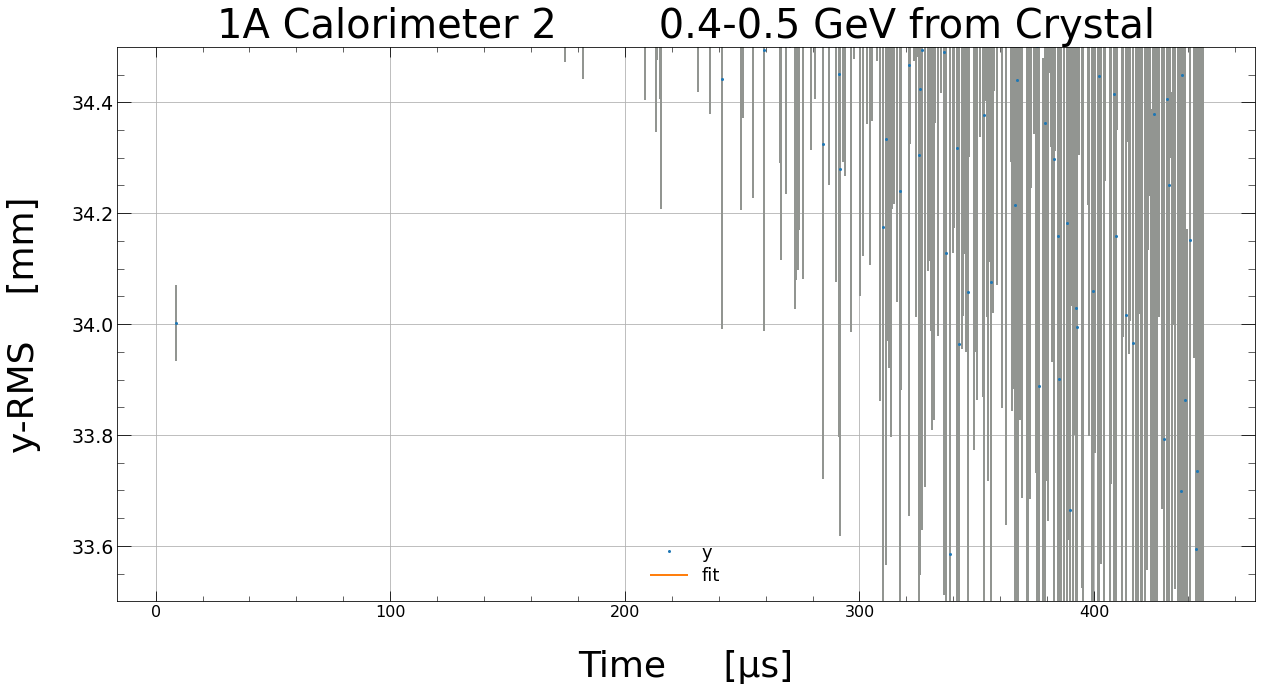 1A Calorimeter 2 0.4-0.5 GeV from Crystal
y-RMS [mm]
34.4
34.2
34.0
33.8
33.6
y
fit
0 100 200 300 400
Time [μs]